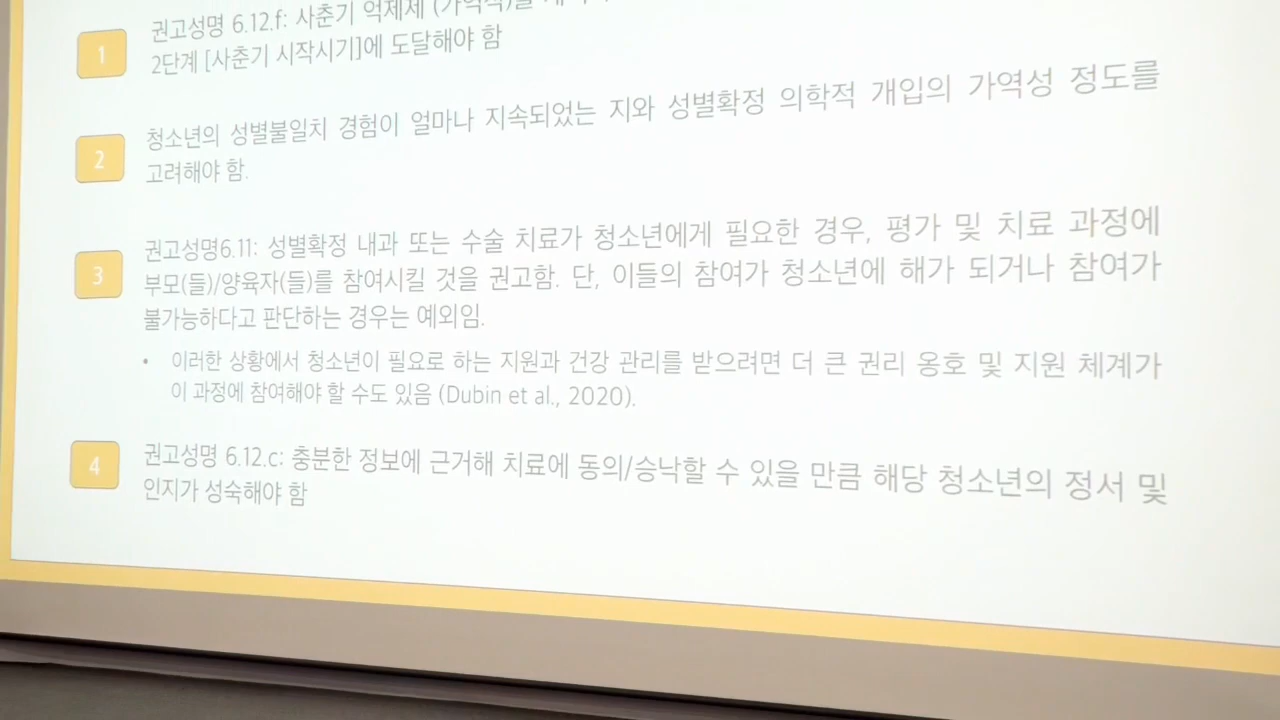 1
권고성명 6.12.f: 사춘기 억제제 (가역적)을
2단계 [사춘기 시작시기]에 도달해야 함
2
청소년의 성별불일치 경험이 얼마나 지속되었는 지와 성별확정 의학적 개입의 가역성 정도를
고려해야 함.
3
권고성명6.11: 성별확정 내과 또는 수술 치료가 청소년에게 필요한 경우, 평가 및 치료 과정에
부모(들)/양육자(들)를 참여시킬 것을 권고함. 단, 이들의 참여가 청소년에 해가 되거나 참여가
불가능하다고 판단하는 경우는 예외임.
• 이러한 상황에서 청소년이 필요로 하는 지원과 건강 관리를 받으려면 더 큰 권리 옹호 및 지원 체계가
이 과정에 참여해야 할 수도 있음 (Dubin et al., 2020).
4
권고성명 6.12.c: 충분한 정보에 근거해 치료에 동의/승낙할 수 있을 만큼 해당 청소년의 정서 및
인지가 성숙해야 함